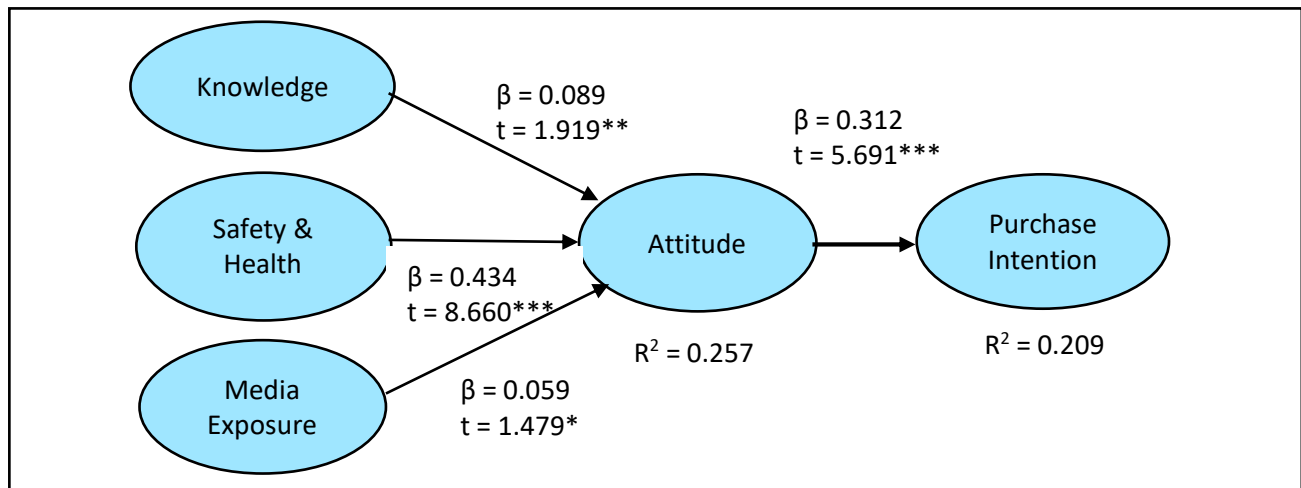 Knowledge
β = 0.089
t = 1.919**
β = 0.312
t = 5.691***
Safety &
Health
Attitude
Purchase
Intention
β = 0.434
t = 8.660***
R² = 0.257
R² = 0.209
Media
Exposure
β = 0.059
t = 1.479*